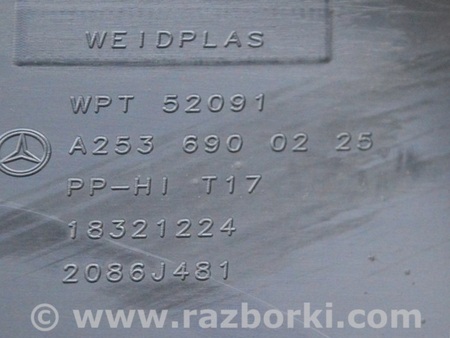 WEIDPLAS
WPT 52091
A253 690 02 25
PP-HI T17
18321224
2086J481
© www.razborki.com